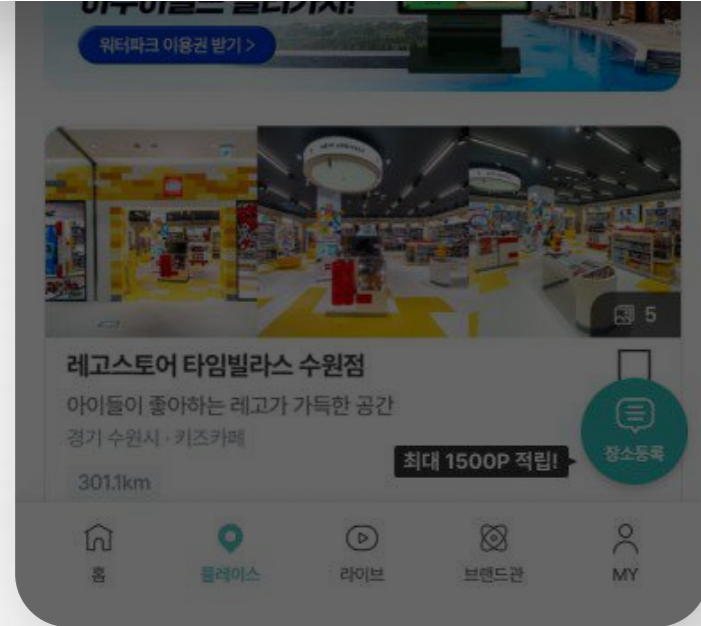 워터파크 이용권 받기 >
5
레고스토어 타임빌라스 수원점
아이들이 좋아하는 레고가 가득한 공간
경기 수원시 · 키즈카페
최대 1500P 적립!
장소등록
301.1km
홈
플레이스
라이브
브랜드관
MY